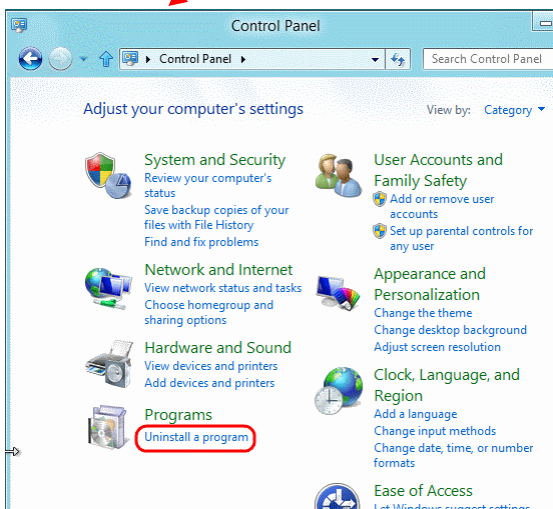 Control Panel
Control Panel
Search Control Panel
Adjust your computer's settings
View by: Category
System and Security
Review your computer's
status
Save backup copies of your
files with File History
Find and fix problems
Network and Internet
View network status and tasks
Choose homegroup and
sharing options
Hardware and Sound
View devices and printers
Add devices and printers
Programs
Uninstall a program
User Accounts and
Family Safety
Add or remove user
accounts
Set up parental controls for
any user
Appearance and
Personalization
Change the theme
Change desktop background
Adjust screen resolution
Clock, Language, and
Region
Add a language
Change input methods
Change date, time, or number
formats
Ease of Access
Let Windows suggest settings